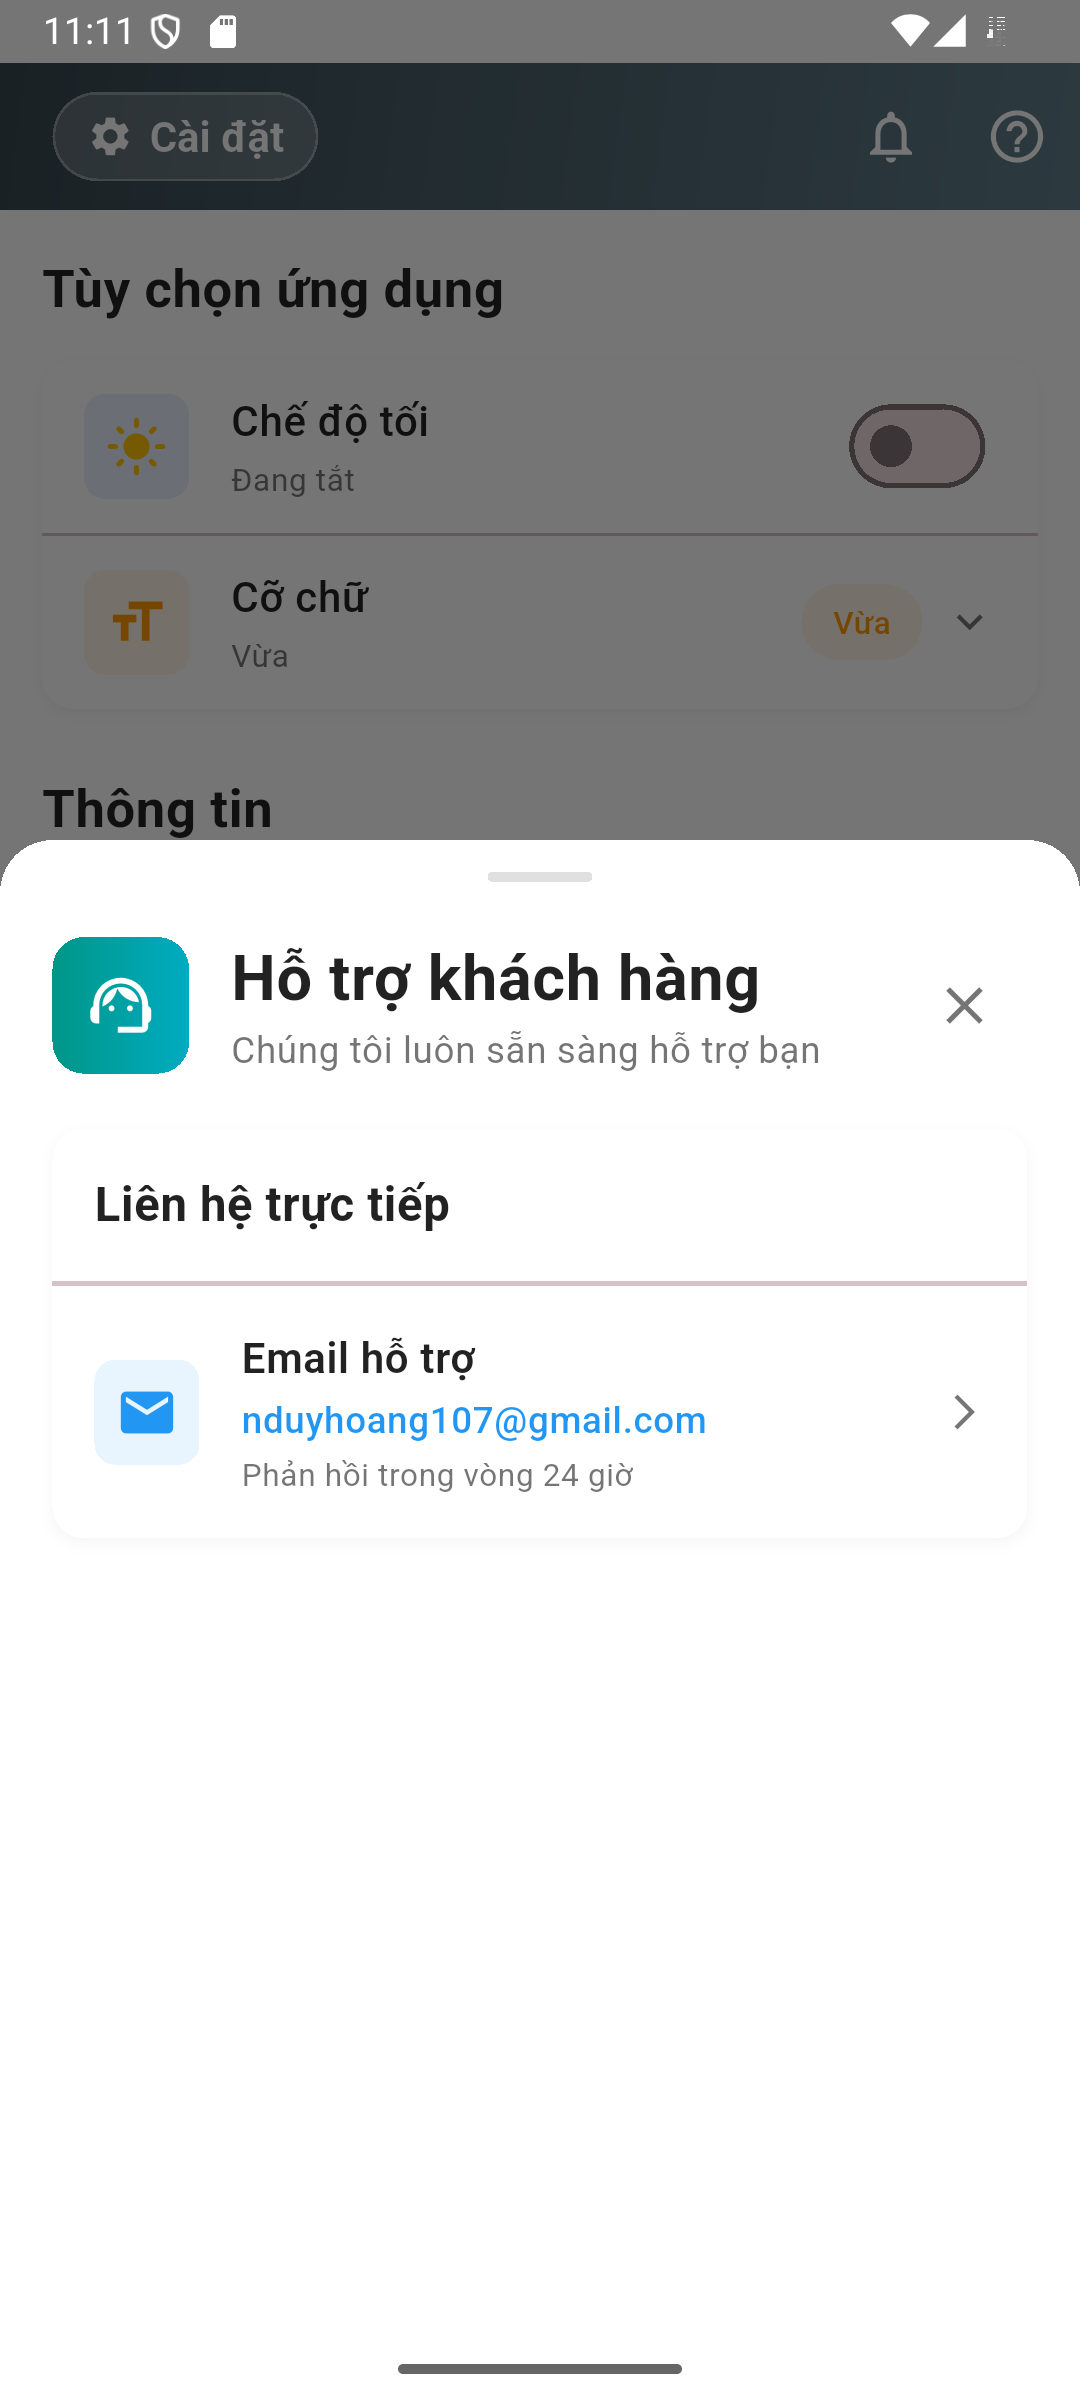 11:11
Cài đặt
Tùy chọn ứng dụng
Chế độ tối
Đang tắt
Cỡ chữ
Vừa
Vừa
Thông tin
Hỗ trợ khách hàng
Chúng tôi luôn sẵn sàng hỗ trợ bạn
Liên hệ trực tiếp
Email hỗ trợ
nduyhoang107@gmail.com
Phản hồi trong vòng 24 giờ